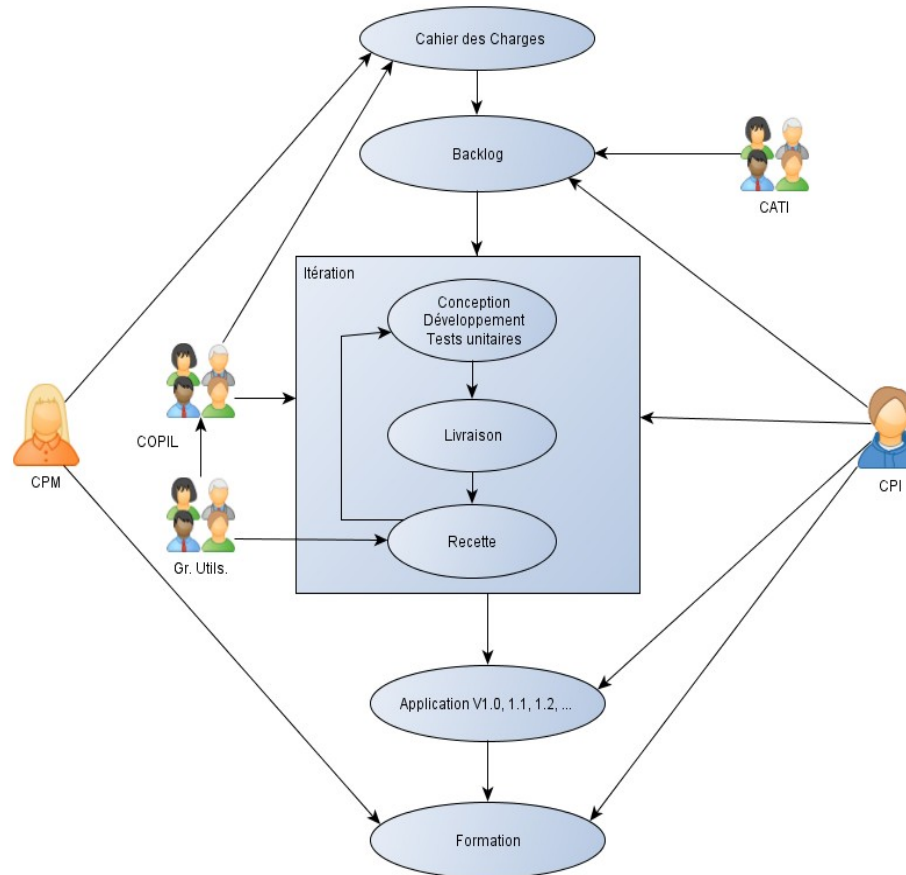 Cahier des Charges
Backlog
CATI
Itération
Conception
Développement
Tests unitaires
COPIL
Livraison
CPM
CPI
Recette
Gr. Utils.
Application V1.0, 1.1, 1.2, ...
Formation